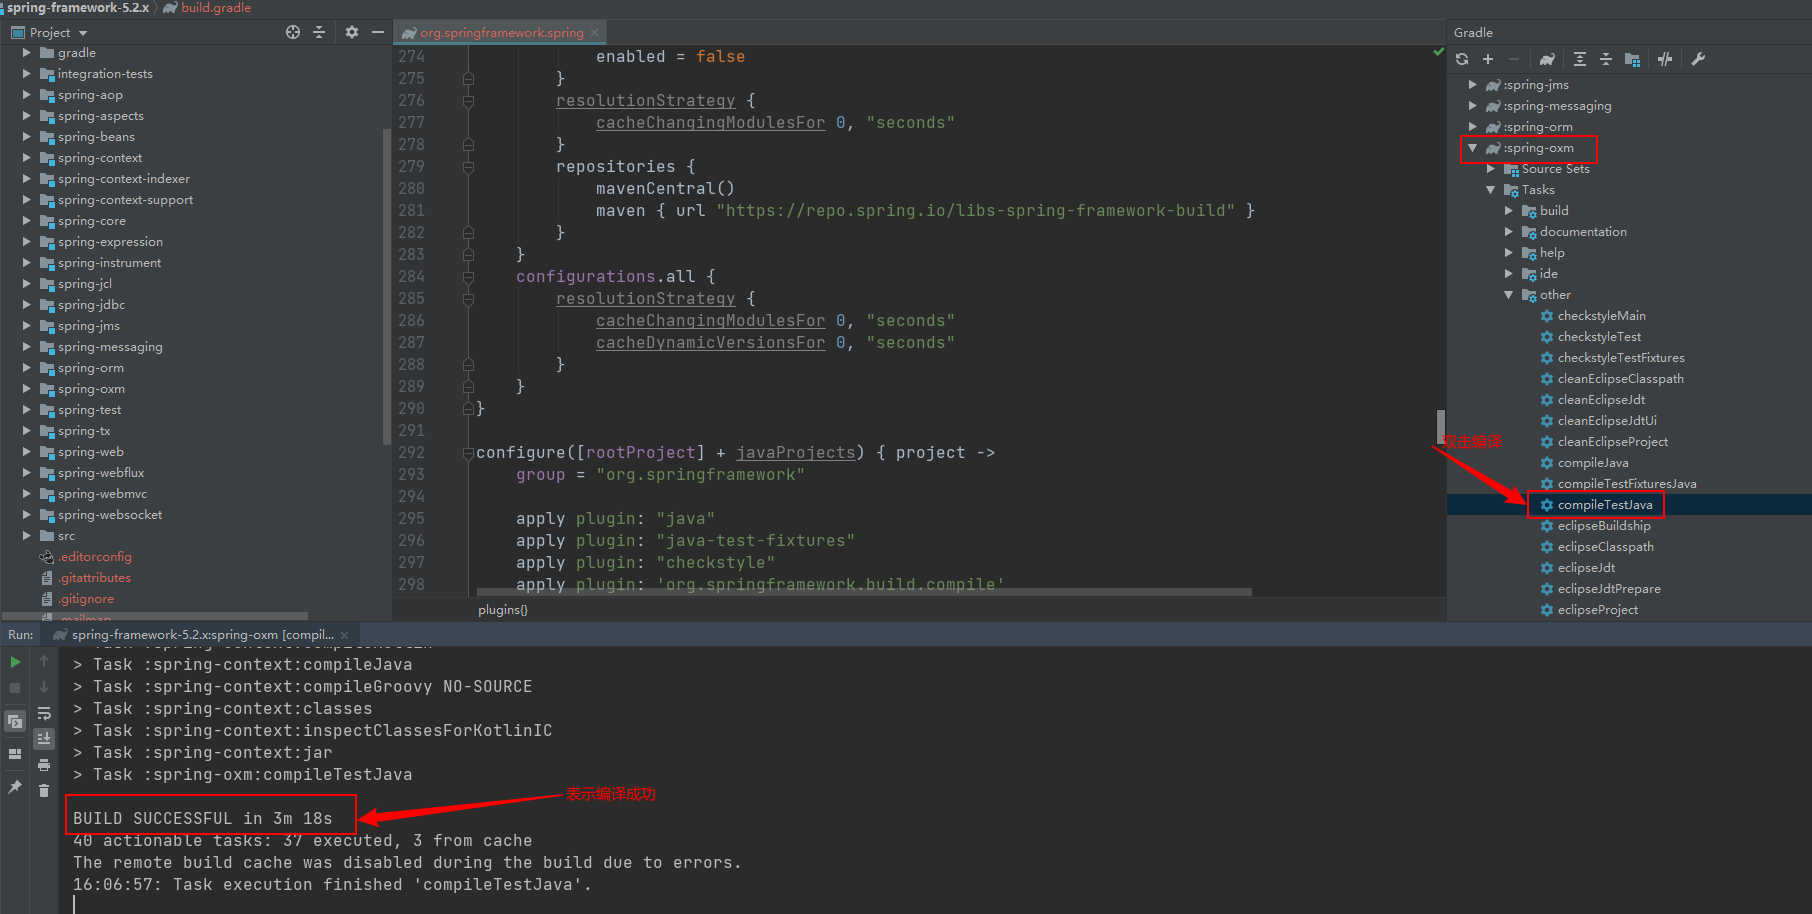 spring-framework-5.2.x
build.gradle
Project
gradle
integration-tests
spring-aop
spring-aspects
spring-beans
spring-context
spring-context-indexer
spring-context-support
spring-core
spring-expression
spring-instrument
spring-jcl
spring-jdbc
spring-jms
spring-messaging
spring-orm
spring-oxm
spring-test
spring-tx
spring-web
spring-webflux
spring-webmvc
spring-websocket
src
.editorconfig
.gitattributes
.gitignore
.mailmap
org.springframework.spring
274 enabled = false
275 }
276 resolutionStrategy {
277 cacheChangingModulesFor 0, "seconds"
278 }
279 repositories {
280 mavenCentral()
281 maven { url "https://repo.spring.io/libs-spring-framework-build" }
282 }
283 }
284 configurations.all {
285 resolutionStrategy {
286 cacheChangingModulesFor 0, "seconds"
287 cacheDynamicVersionsFor 0, "seconds"
288 }
289 }
290 }
291
292 configure([rootProject] + javaProjects) { project ->
293 group = "org.springframework"
294
295 apply plugin: "java"
296 apply plugin: "java-test-fixtures"
297 apply plugin: "checkstyle"
298 apply plugin: 'org.springframework.build.compile'
plugins{}
Gradle
:spring-jms
:spring-messaging
:spring-orm
:spring-oxm
Source Sets
Tasks
build
documentation
help
ide
other
checkstyleMain
checkstyleTest
checkstyleTestFixtures
cleanEclipseClasspath
cleanEclipseJdt
cleanEclipseJdtUi
cleanEclipseProject
compileJava
compileTestFixturesJava
compileTestJava
eclipseBuildship
eclipseClasspath
eclipseJdt
eclipseJdtPrepare
eclipseProject
双击编译
Run:
spring-framework-5.2.x:spring-oxm [compil...
> Task :spring-context:compileKotlin
> Task :spring-context:compileJava
> Task :spring-context:compileGroovy NO-SOURCE
> Task :spring-context:classes
> Task :spring-context:inspectClassesForKotlinIC
> Task :spring-context:jar
> Task :spring-oxm:compileTestJava
表示编译成功
BUILD SUCCESSFUL in 3m 18s
40 actionable tasks: 37 executed, 3 from cache
The remote build cache was disabled during the build due to errors.
16:06:57: Task execution finished 'compileTestJava'.